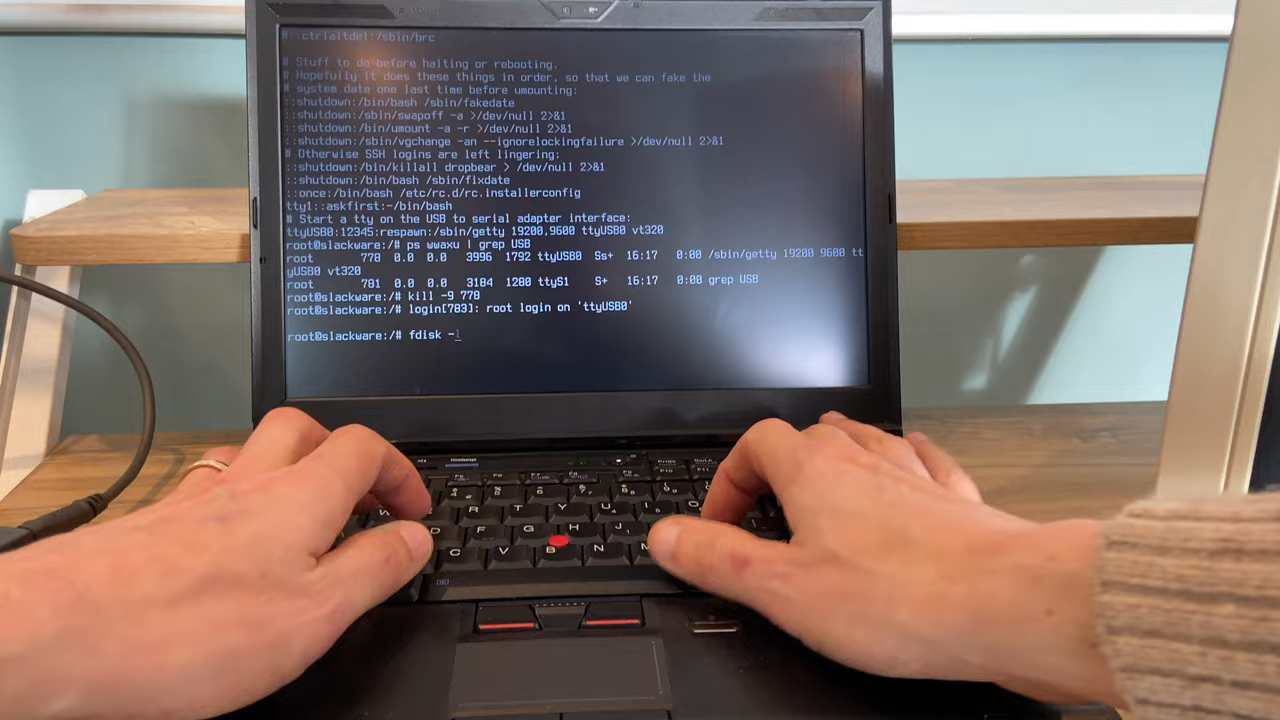 #::ctrlaltdel:/sbin/brc
# Stuff to do before halting or rebooting.
# Hopefully it does these things in order, so that we can fake the
# system date one last time before umounting:
::shutdown:/bin/bash /sbin/fakedate
::shutdown:/sbin/swapoff -a >/dev/null 2>&1
::shutdown:/bin/umount -a -r >/dev/null 2>&1
::shutdown:/sbin/vgchange -an --ignorelockingfailure >/dev/null 2>&1
# Otherwise SSH logins are left lingering:
::shutdown:/bin/killall dropbear > /dev/null 2>&1
::shutdown:/bin/bash /sbin/fixdate
::once:/bin/bash /etc/rc.d/rc.installerconfig
tty1::askfirst:-/bin/bash
# Start a tty on the USB to serial adapter interface:
ttyUSB0:12345:respawn:/sbin/getty 19200,9600 ttyUSB0 vt320
root@slackware:/# ps wwaxu | grep USB
root 778 0.0 0.0 3996 1792 ttyUSB0 Ss+ 16:17 0:00 /sbin/getty 19200 9600 tt
yUSB0 vt320
root 781 0.0 0.0 3184 1280 ttyS1 S+ 16:17 0:00 grep USB
root@slackware:/# kill -9 778
root@slackware:/# login[783]: root login on 'ttyUSB0'
root@slackware:/# fdisk -l
R T Y U I O
D F G H J
C V B N M